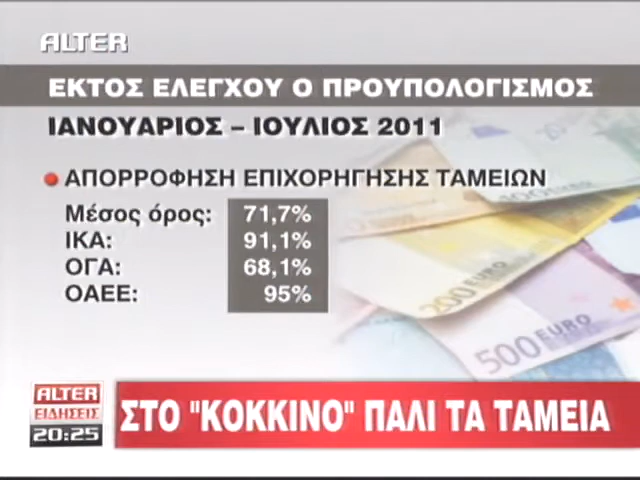 ALTER
ΕΚΤΟΣ ΕΛΕΓΧΟΥ Ο ΠΡΟΥΠΟΛΟΓΙΣΜΟΣ
ΙΑΝΟΥΑΡΙΟΣ – ΙΟΥΛΙΟΣ 2011
ΑΠΟΡΡΟΦΗΣΗ ΕΠΙΧΟΡΗΓΗΣΗΣ ΤΑΜΕΙΩΝ
Μέσος όρος: 71,7%
ΙΚΑ: 91,1%
ΟΓΑ: 68,1%
ΟΑΕΕ: 95%
200 EURO
500 EURO
ALTER
ΕΙΔΗΣΕΙΣ
20:25
ΣΤΟ "ΚΟΚΚΙΝΟ" ΠΑΛΙ ΤΑ ΤΑΜΕΙΑ